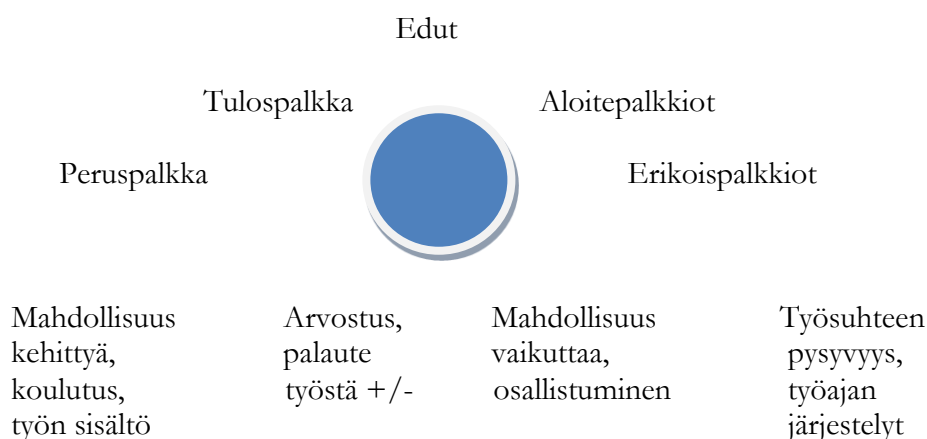 Edut
Tulospalkka
Aloitepalkkiot
Peruspalkka
Erikoispalkkiot
Mahdollisuus
kehittyä,
koulutus,
työn sisältö
Arvostus,
palaute
työstä +/-
Mahdollisuus
vaikuttaa,
osallistuminen
Työsuhteen
pysyvyys,
työajan
järjestelyt